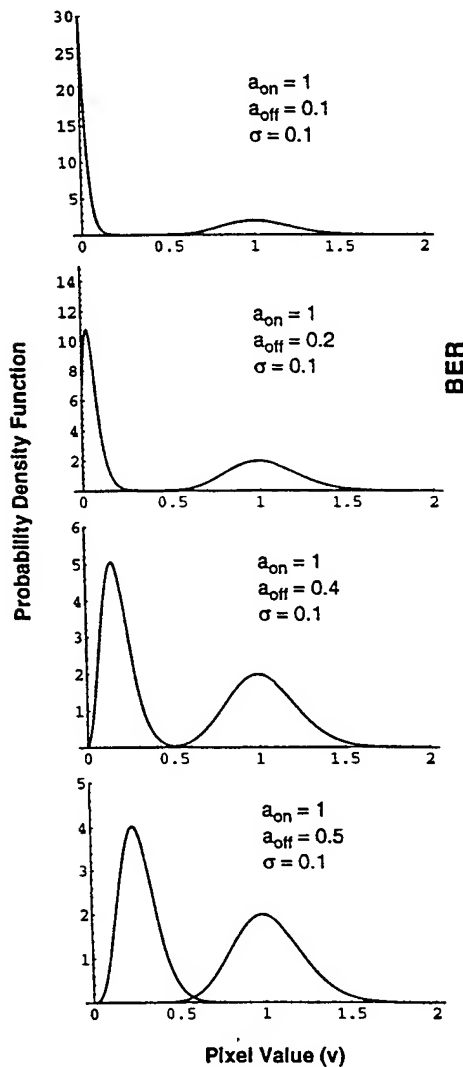 Probability Density Function
30
25
20
15
10
5
0
0.5
1
1.5
2
a_on = 1
a_off = 0.1
σ = 0.1
14
12
10
8
6
4
2
0
0.5
1
1.5
2
a_on = 1
a_off = 0.2
σ = 0.1
BER
6
5
4
3
2
1
0
0.5
1
1.5
2
a_on = 1
a_off = 0.4
σ = 0.1
5
4
3
2
1
0
0.5
1
1.5
2
a_on = 1
a_off = 0.5
σ = 0.1
Pixel Value (v)